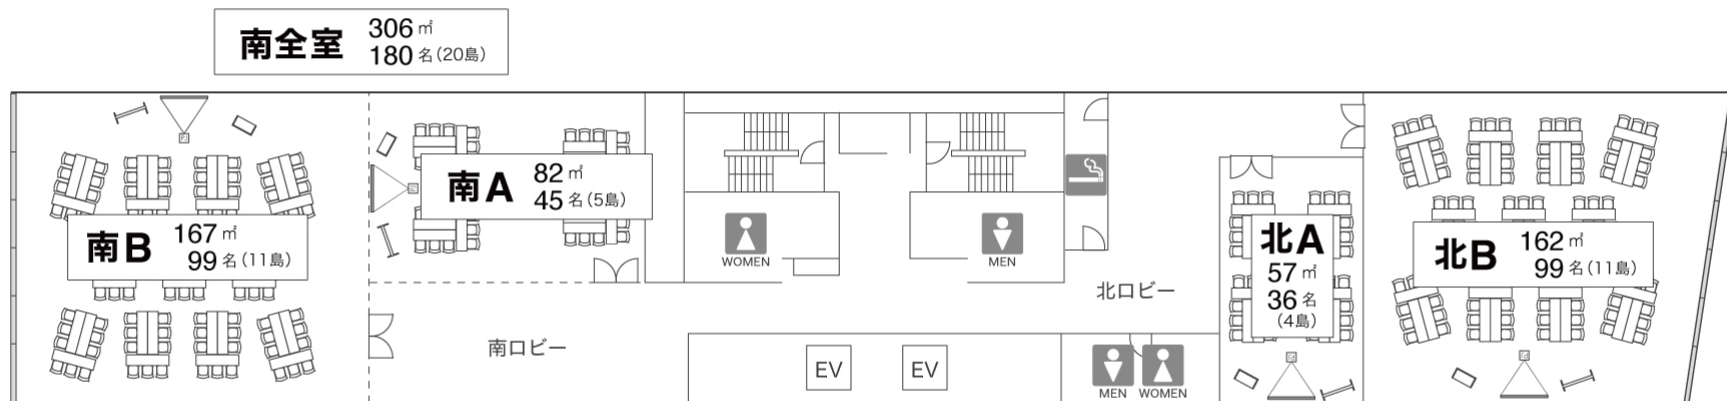 南全室 306㎡
180名(20島)
南B 167㎡
99名(11島)
南A 82㎡
45名(5島)
WOMEN
MEN
南ロビー
EV
EV
北ロビー
MEN
WOMEN
北A
57㎡
36名
(4島)
北B 162㎡
99名(11島)